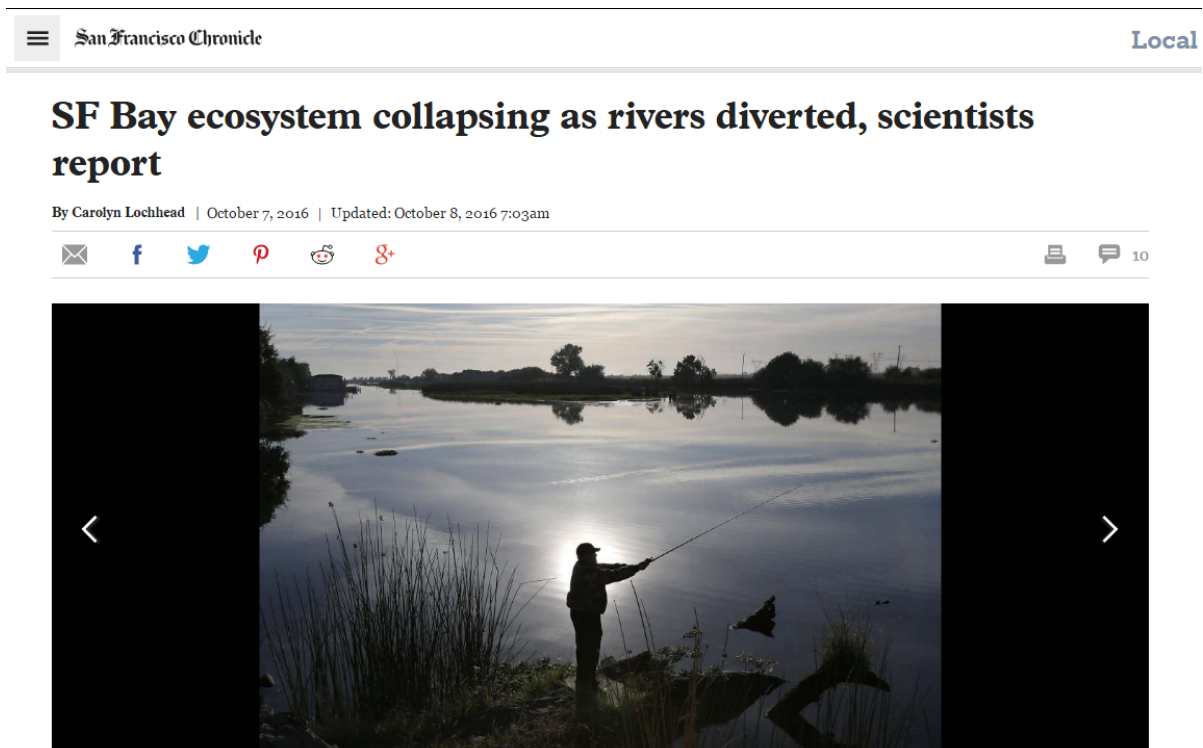 San Francisco Chronicle
Local
SF Bay ecosystem collapsing as rivers diverted, scientists
report
By Carolyn Lochhead | October 7, 2016 | Updated: October 8, 2016 7:03am
f
g+
10